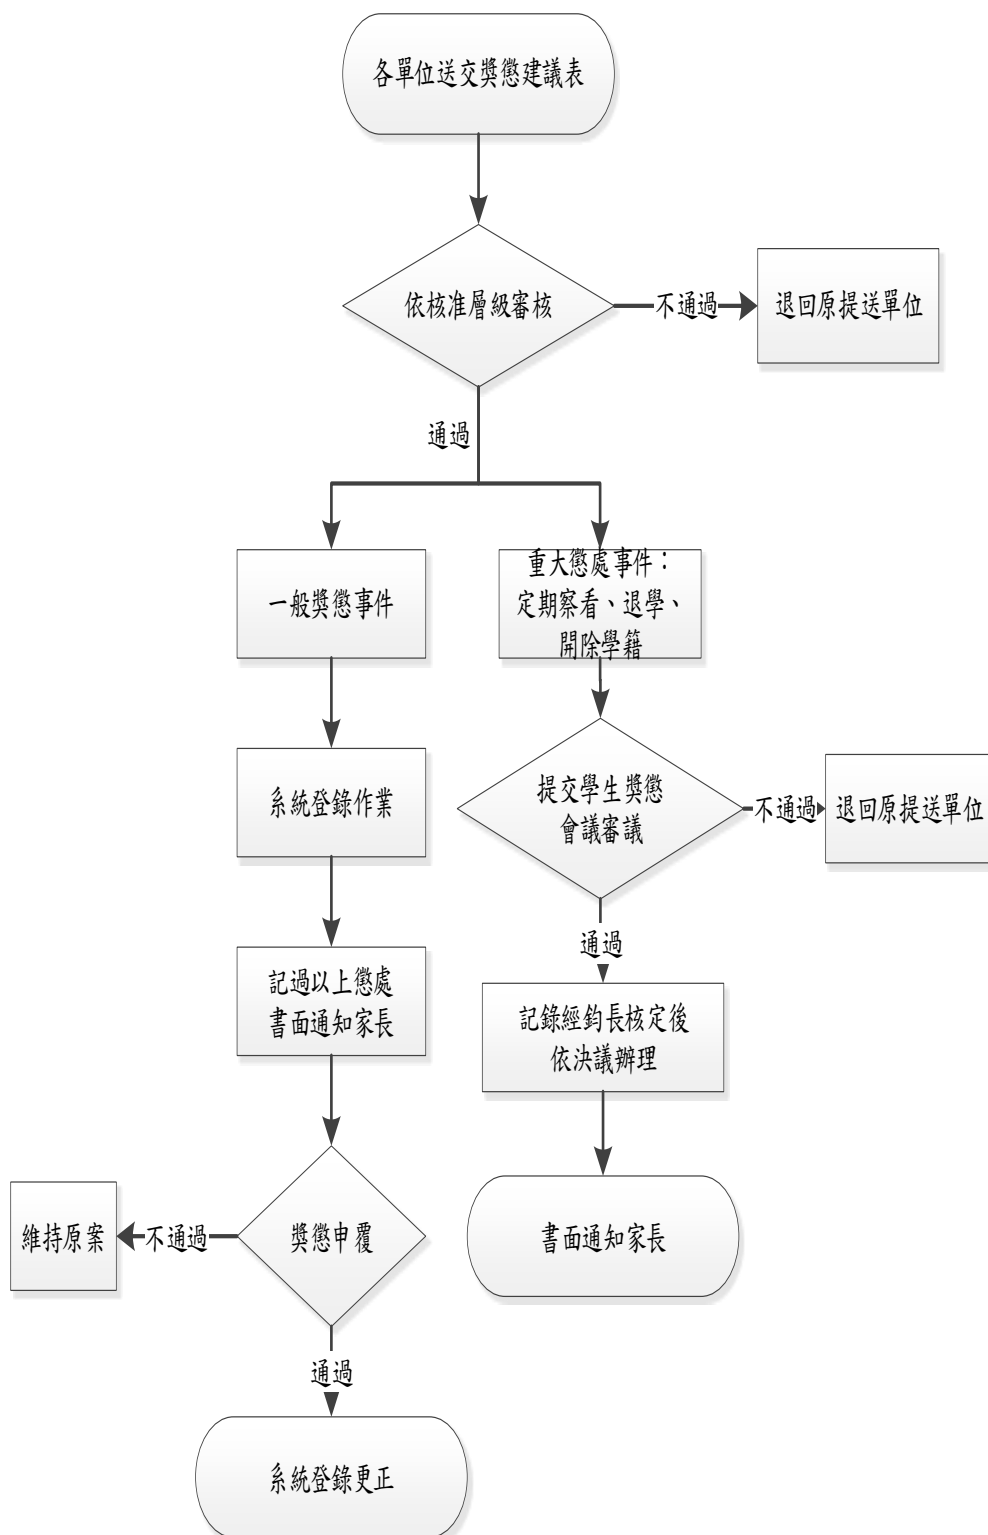 各單位送交獎懲建議表
依核准層級審核
不通過
退回原提送單位
通過
一般獎懲事件
重大懲處事件：
定期察看、退學、
開除學籍
系統登錄作業
提交學生獎懲
會議審議
不通過
退回原提送單位
通過
記過以上懲處
書面通知家長
記錄經鈞長核定後
依決議辦理
獎懲申覆
不通過
維持原案
書面通知家長
通過
系統登錄更正